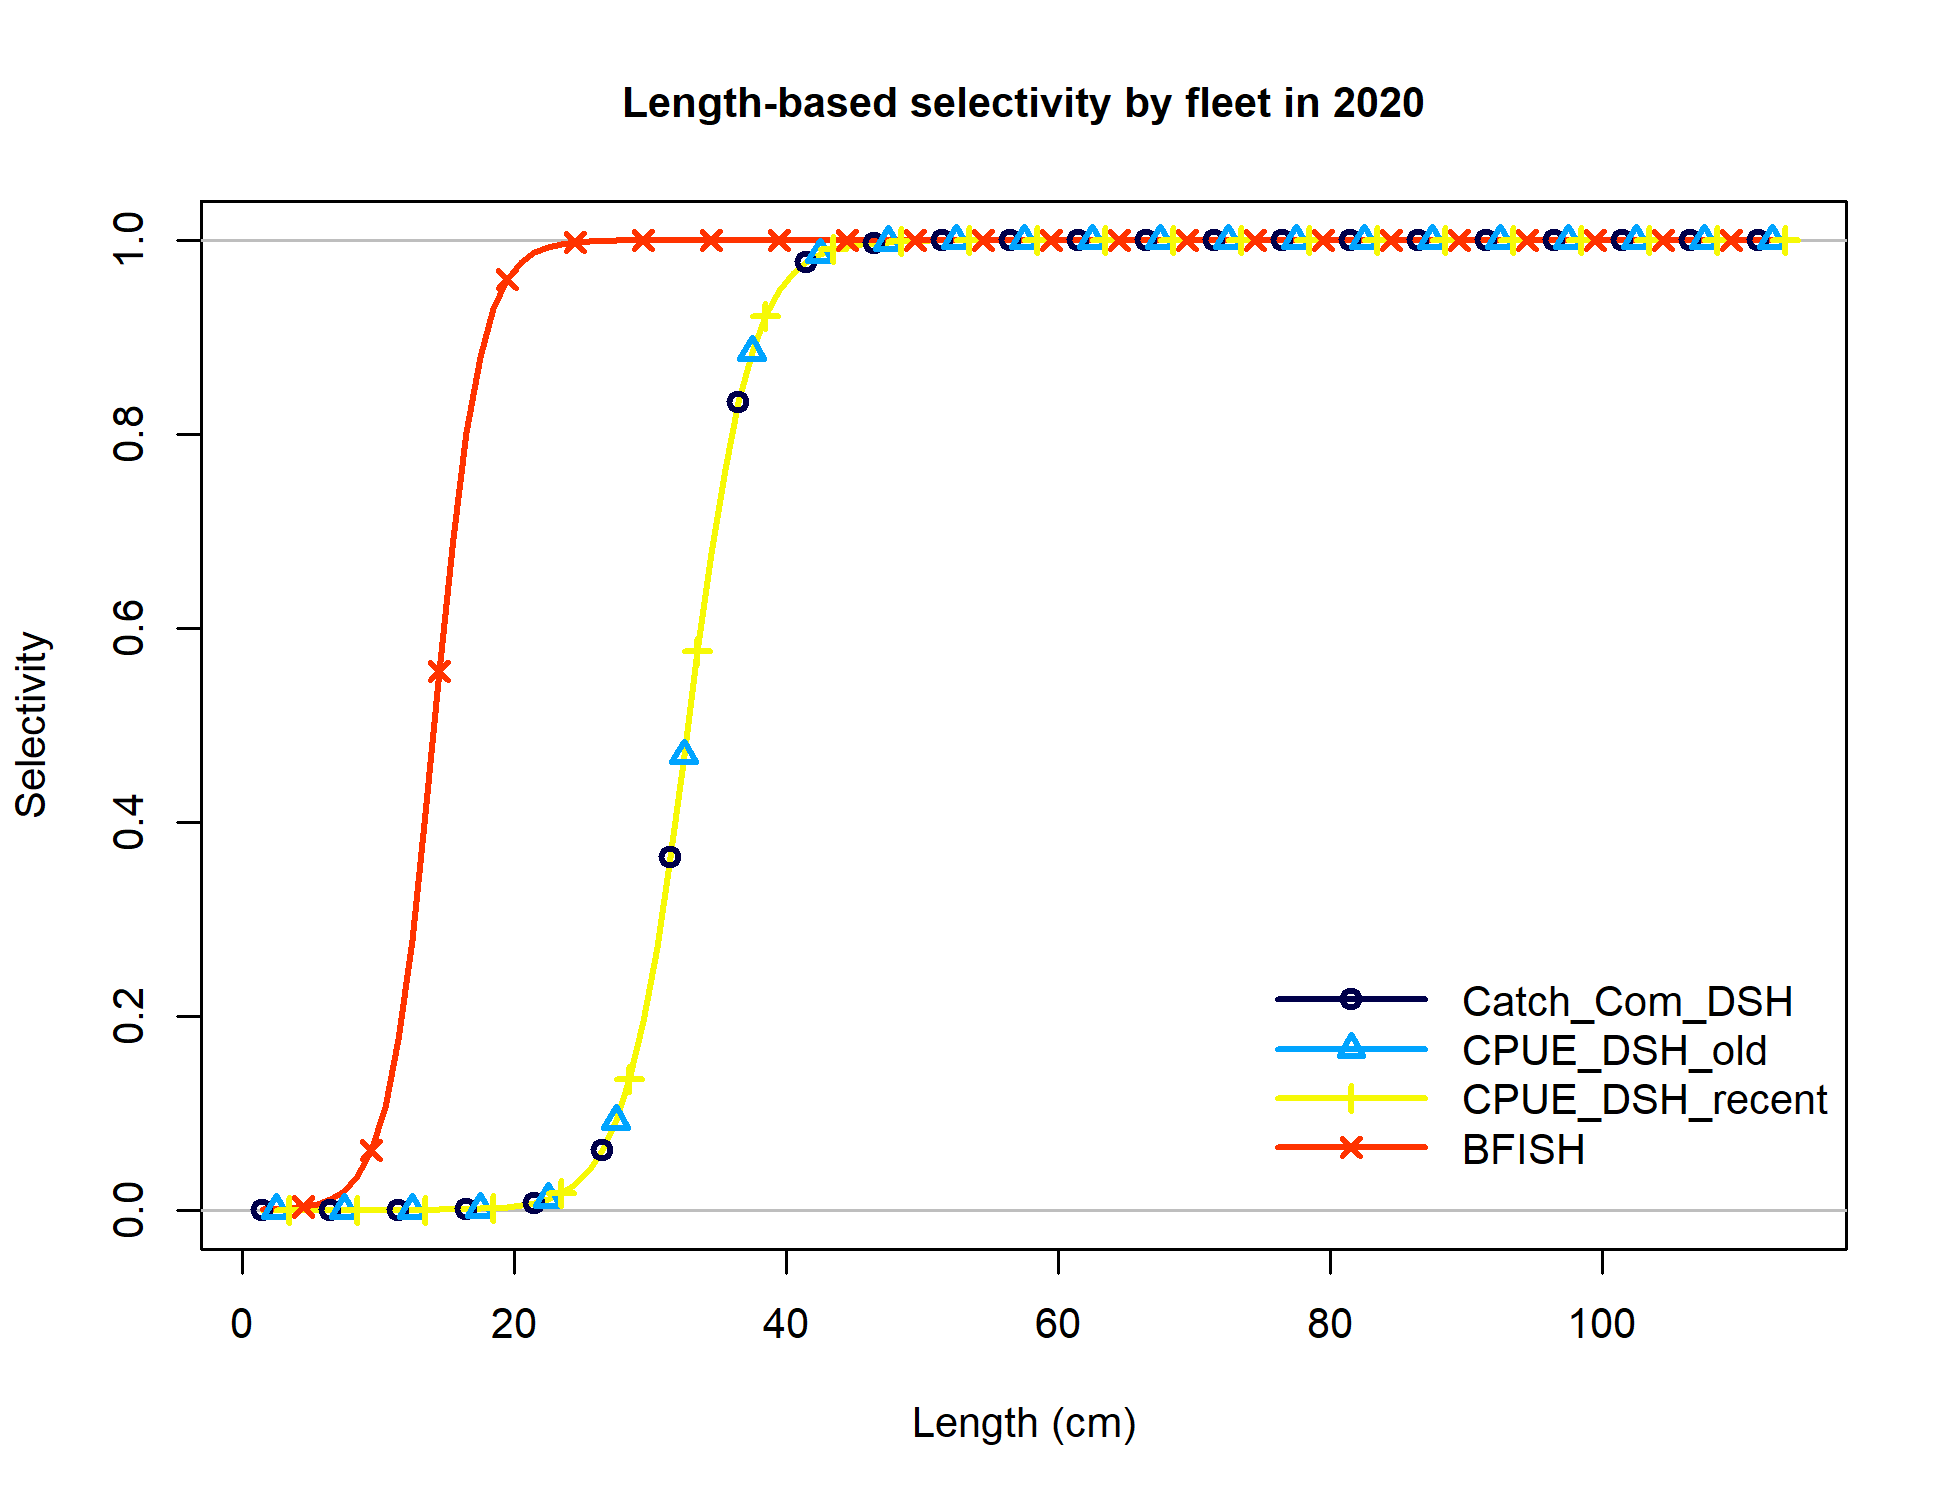 Length-based selectivity by fleet in 2020
Selectivity
1.0
0.8
0.6
0.4
0.2
0.0
Catch_Com_DSH
CPUE_DSH_old
CPUE_DSH_recent
BFISH
0 20 40 60 80 100
Length (cm)